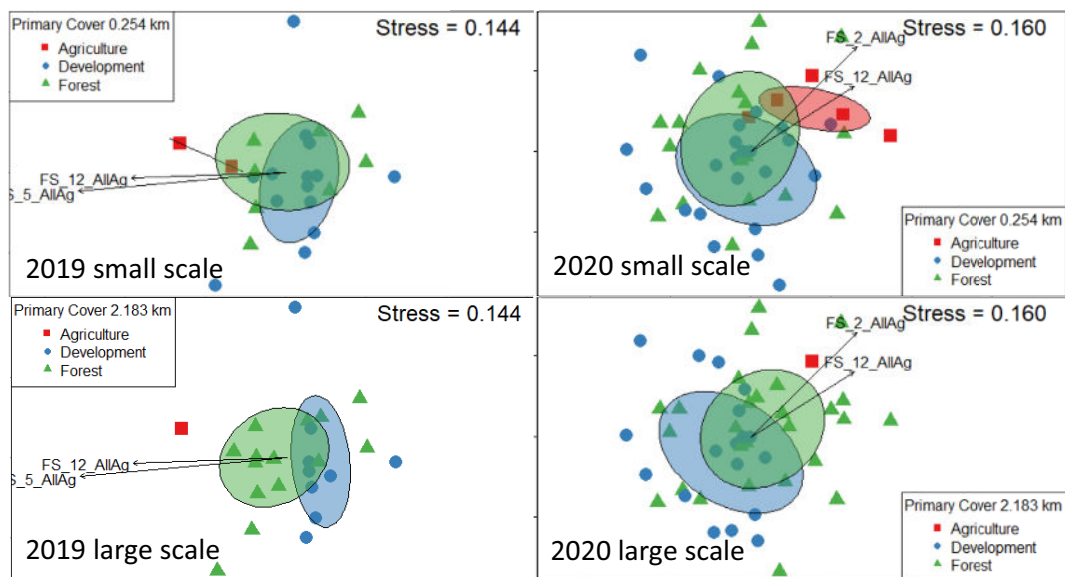 Primary Cover 0.254 km
Agriculture
Development
Forest
Stress = 0.144
FS_12_AllAg
S_5_AllAg
2019 small scale
Stress = 0.160
FS_2_AllAg
FS_12_AllAg
Primary Cover 0.254 km
Agriculture
Development
Forest
2020 small scale
Primary Cover 2.183 km
Agriculture
Development
Forest
Stress = 0.144
FS_12_AllAg
S_5_AllAg
2019 large scale
Stress = 0.160
FS_2_AllAg
FS_12_AllAg
Primary Cover 2.183 km
Agriculture
Development
Forest
2020 large scale